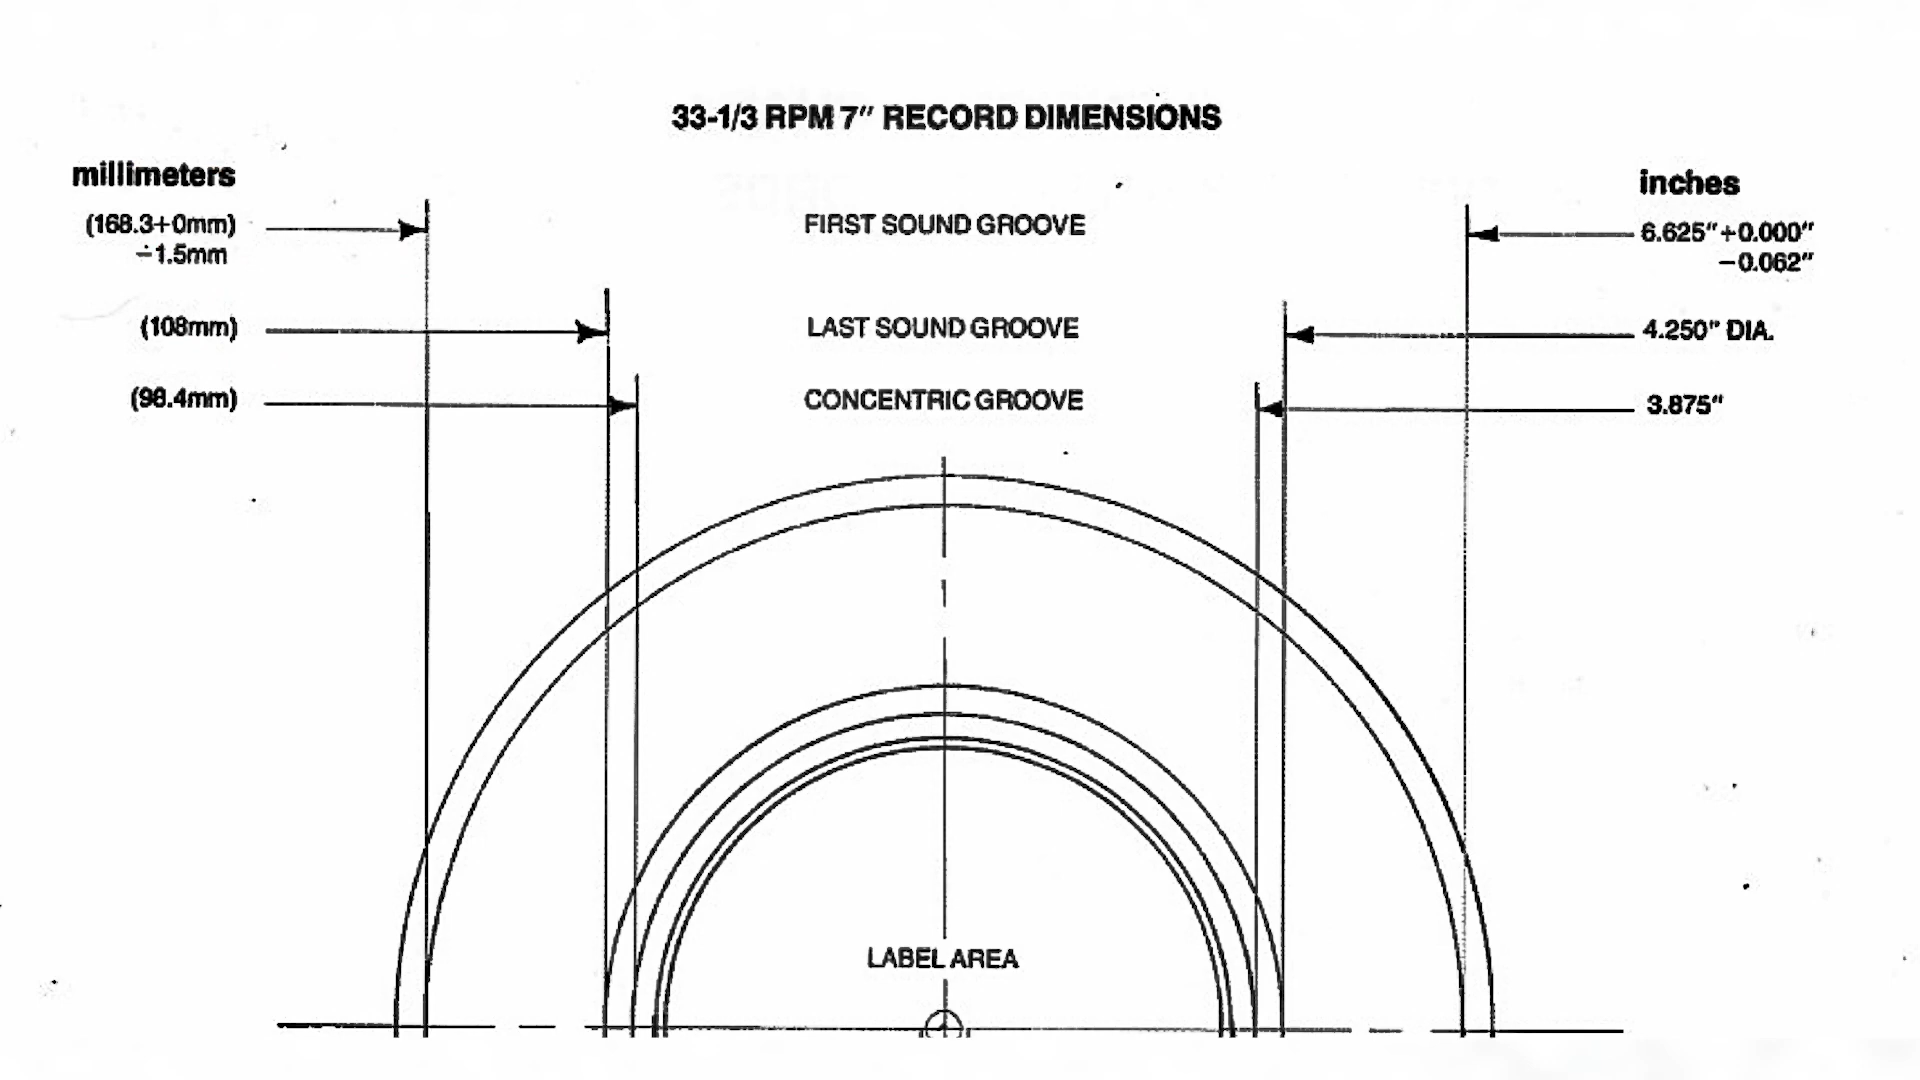 33-1/3 RPM 7″ RECORD DIMENSIONS
millimeters
inches
(168.3+0mm)
-1.5mm
FIRST SOUND GROOVE
6.625″+0.000″
-0.062″
(108mm)
LAST SOUND GROOVE
4.250″ DIA.
(98.4mm)
CONCENTRIC GROOVE
3.875″
LABEL AREA